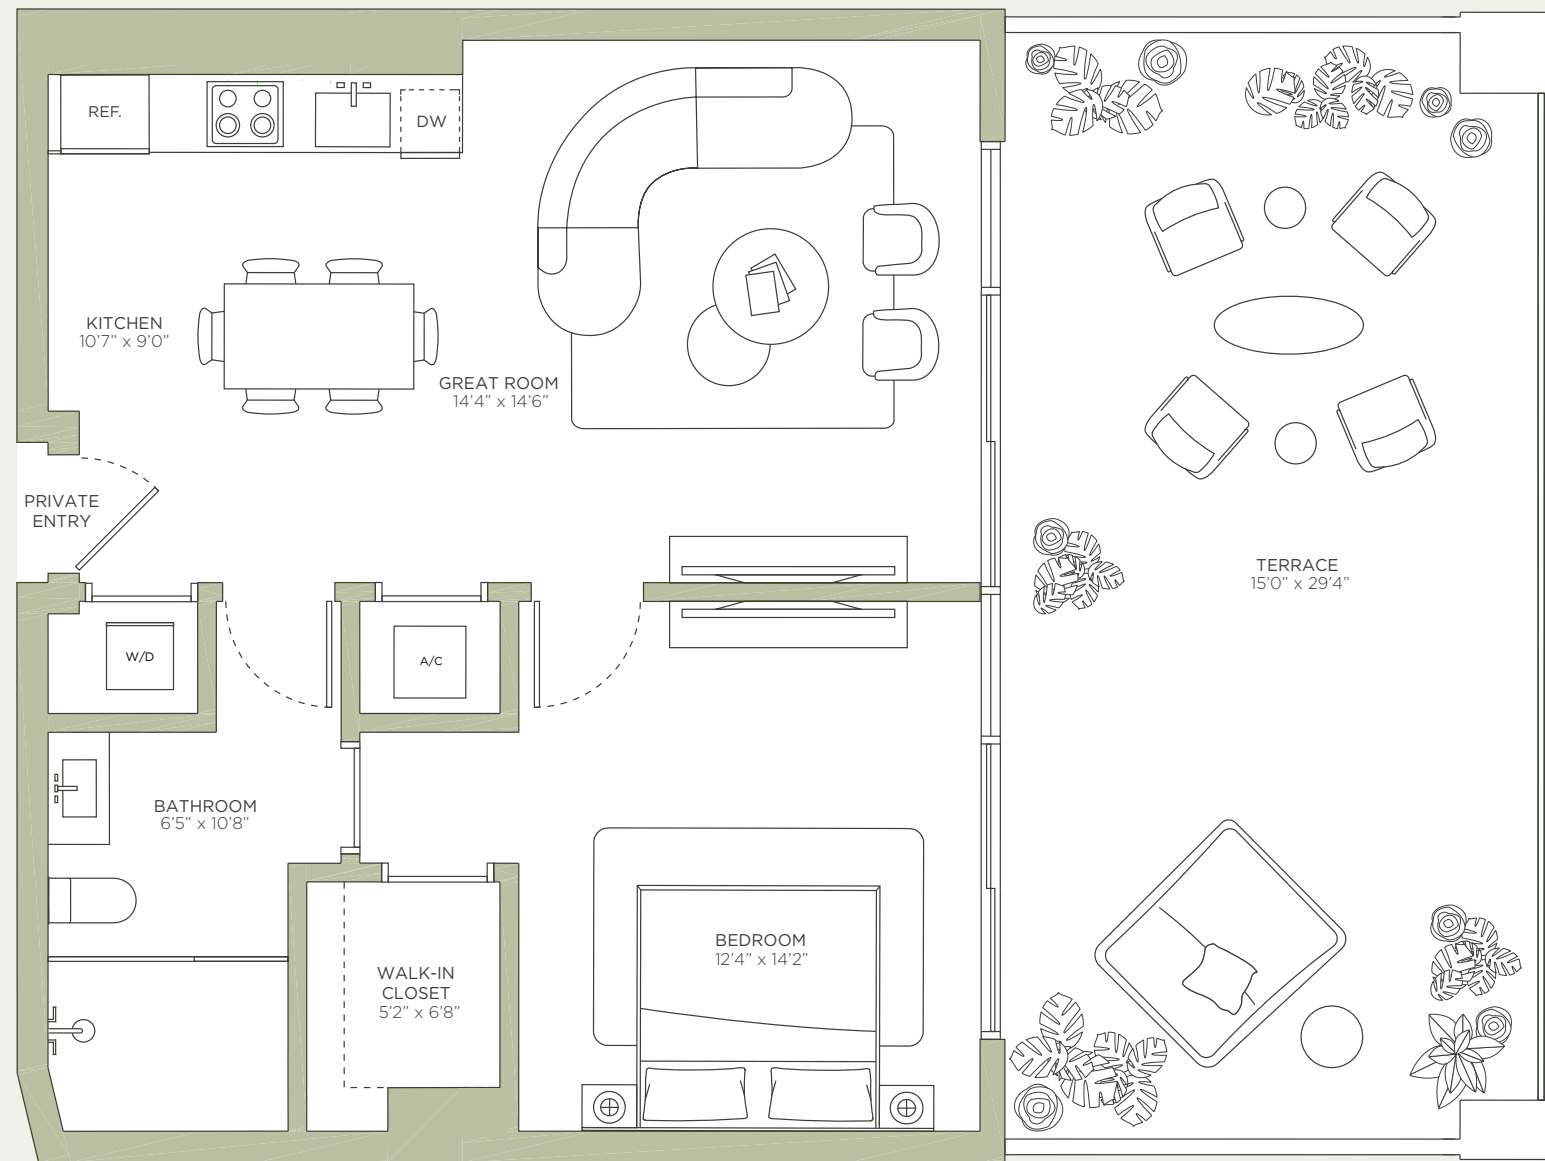 REF.
DW
KITCHEN
10’7” x 9’0”
GREAT ROOM
14’4” x 14’6”
PRIVATE
ENTRY
TERRACE
15’0” x 29’4”
W/D
A/C
BATHROOM
6’5” x 10’8”
BEDROOM
12’4” x 14’2”
WALK-IN
CLOSET
5’2” x 6’8”